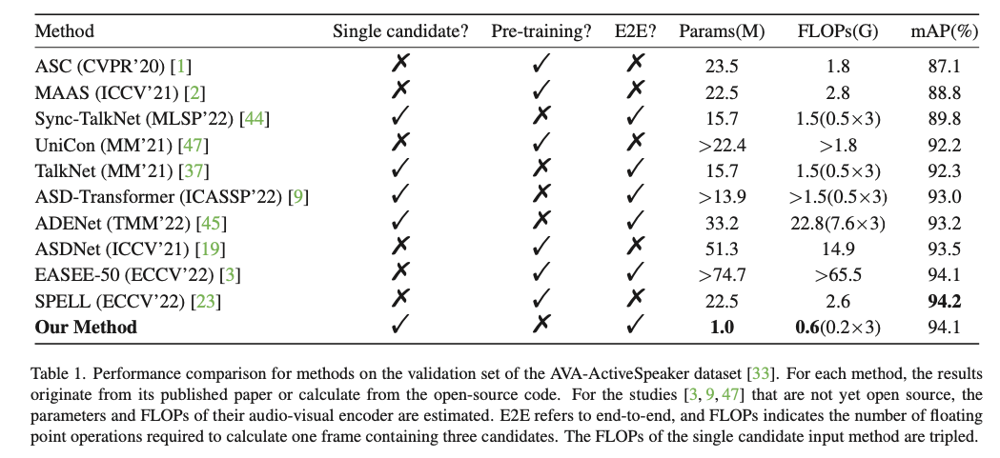 Method Single candidate? Pre-training? E2E? Params(M) FLOPs(G) mAP(%)
ASC (CVPR’20) [1] ✗ ✓ ✗ 23.5 1.8 87.1
MAAS (ICCV’21) [2] ✗ ✓ ✗ 22.5 2.8 88.8
Sync-TalkNet (MLSP’22) [44] ✓ ✗ ✓ 15.7 1.5(0.5×3) 89.8
UniCon (MM’21) [47] ✗ ✓ ✗ >22.4 >1.8 92.2
TalkNet (MM’21) [37] ✓ ✗ ✓ 15.7 1.5(0.5×3) 92.3
ASD-Transformer (ICASSP’22) [9] ✓ ✗ ✓ >13.9 >1.5(0.5×3) 93.0
ADENet (TMM’22) [45] ✓ ✗ ✓ 33.2 22.8(7.6×3) 93.2
ASDNet (ICCV’21) [19] ✗ ✓ ✗ 51.3 14.9 93.5
EASEE-50 (ECCV’22) [3] ✗ ✓ ✓ >74.7 >65.5 94.1
SPELL (ECCV’22) [23] ✗ ✓ ✗ 22.5 2.6 94.2
Our Method ✓ ✗ ✓ 1.0 0.6(0.2×3) 94.1
Table 1. Performance comparison for methods on the validation set of the AVA-ActiveSpeaker dataset [33]. For each method, the results
originate from its published paper or calculate from the open-source code. For the studies [3, 9, 47] that are not yet open source, the
parameters and FLOPs of their audio-visual encoder are estimated. E2E refers to end-to-end, and FLOPs indicates the number of floating
point operations required to calculate one frame containing three candidates. The FLOPs of the single candidate input method are tripled.